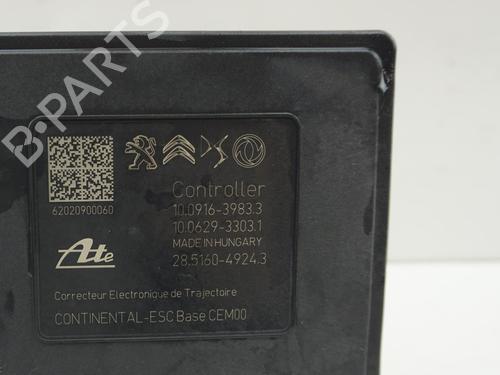 B-PARTS
Controller
10.0916-3983.3
10.0629-3303.1
MADE IN HUNGARY
28.5160-4924.3
62020900060
Ate
Correcteur Electronique de Trajectoire
CONTINENTAL-ESC Base CEM00